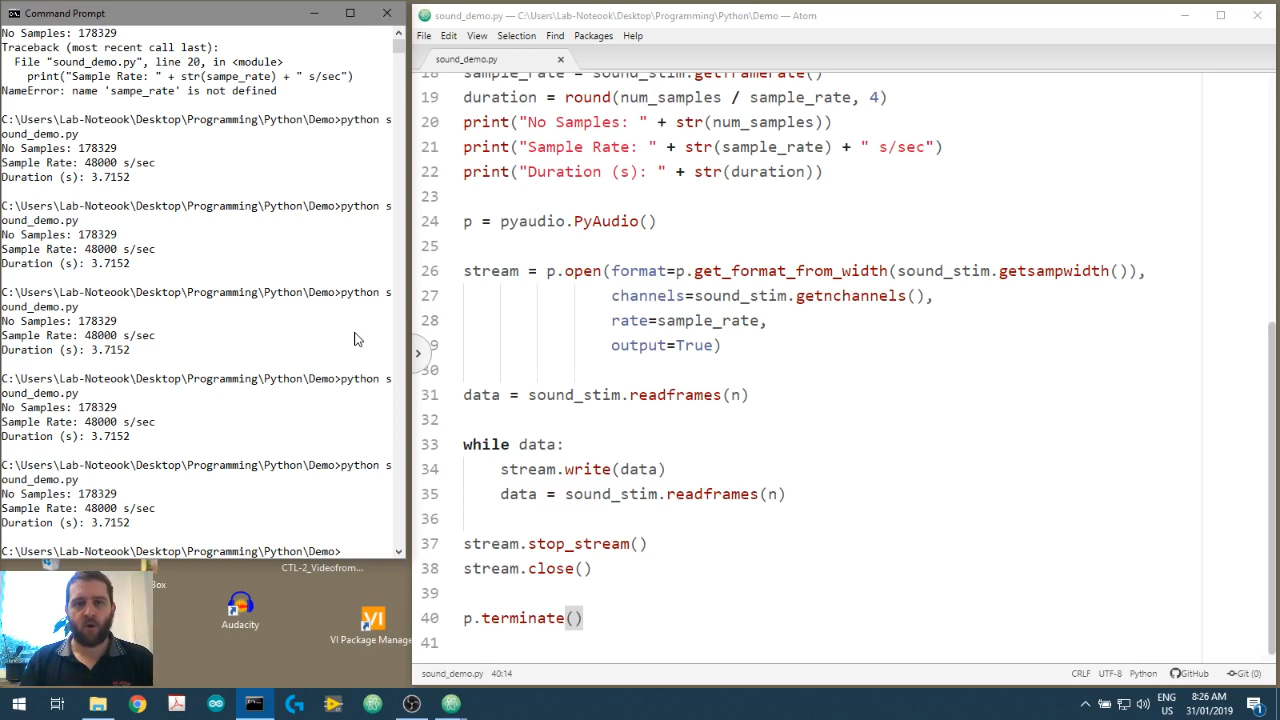 Command Prompt
No Samples: 178329
Traceback (most recent call last):
  File "sound_demo.py", line 20, in <module>
    print("Sample Rate: " + str(sampe_rate) + " s/sec")
NameError: name 'sampe_rate' is not defined
C:\Users\Lab-Noteook\Desktop\Programming\Python\Demo>python s
ound_demo.py
No Samples: 178329
Sample Rate: 48000 s/sec
Duration (s): 3.7152
C:\Users\Lab-Noteook\Desktop\Programming\Python\Demo>python s
ound_demo.py
No Samples: 178329
Sample Rate: 48000 s/sec
Duration (s): 3.7152
C:\Users\Lab-Noteook\Desktop\Programming\Python\Demo>python s
ound_demo.py
No Samples: 178329
Sample Rate: 48000 s/sec
Duration (s): 3.7152
C:\Users\Lab-Noteook\Desktop\Programming\Python\Demo>python s
ound_demo.py
No Samples: 178329
Sample Rate: 48000 s/sec
Duration (s): 3.7152
C:\Users\Lab-Noteook\Desktop\Programming\Python\Demo>python s
ound_demo.py
No Samples: 178329
Sample Rate: 48000 s/sec
Duration (s): 3.7152
C:\Users\Lab-Noteook\Desktop\Programming\Python\Demo>
Box
CTL-2_Videofrom...
Audacity
VI
VI Package Manage
sound_demo.py — C:\Users\Lab-Noteook\Desktop\Programming\Python\Demo — Atom
File Edit View Selection Find Packages Help
sound_demo.py
18 sample_rate = sound_stim.getframerate()
19 duration = round(num_samples / sample_rate, 4)
20 print("No Samples: " + str(num_samples))
21 print("Sample Rate: " + str(sample_rate) + " s/sec")
22 print("Duration (s): " + str(duration))
23
24 p = pyaudio.PyAudio()
25
26 stream = p.open(format=p.get_format_from_width(sound_stim.getsampwidth()),
27 channels=sound_stim.getnchannels(),
28 rate=sample_rate,
9 output=True)
30
31 data = sound_stim.readframes(n)
32
33 while data:
34 stream.write(data)
35 data = sound_stim.readframes(n)
36
37 stream.stop_stream()
38 stream.close()
39
40 p.terminate()
41
sound_demo.py 40:14
CRLF UTF-8 Python GitHub Git (0)
ENG
US
8:26 AM
31/01/2019
1